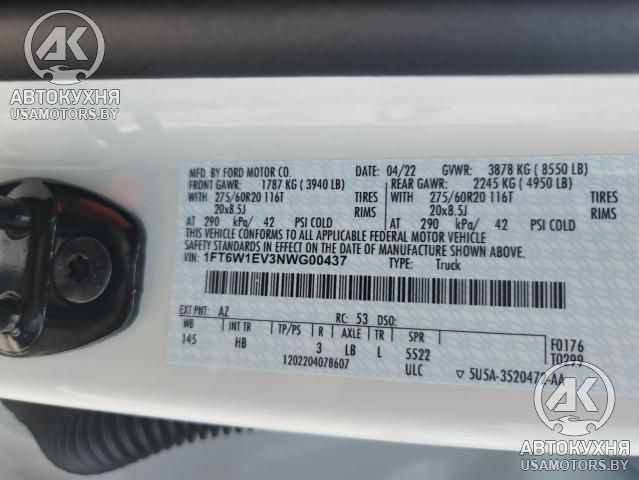 AK
АВТОКУХНЯ
USAMOTORS.BY
MFD. BY FORD MOTOR CO. 04/22 GVWR: 3878 KG ( 8550 LB)
FRONT GAWR: 1787 KG ( 3940 LB) REAR GAWR: 2245 KG ( 4950 LB)
WITH 275/60R20 116T TIRES WITH 275/60R20 116T TIRES
20x8.5J RIMS 20x8.5J RIMS
AT 290 kPa/ 42 PSI COLD AT 290 kPa/ 42 PSI COLD
THIS VEHICLE CONFORMS TO ALL APPLICABLE FEDERAL MOTOR VEHICLE
SAFETY STANDARDS IN EFFECT ON THE DATE OF MANUFACTURE SHOWN ABOVE.
VIN: 1FT6W1EV3NWG00437 TYPE: Truck
EXT PNT: AZ RC: 53 DSO:
WB INT TR TP/PS R AXLE TR SPR F0176
145 HB 3 LB L 5522 T0399
1202204078607 ULC ▽ 5U5A-3520472-AA
AK
АВТОКУХНЯ
USAMOTORS.BY